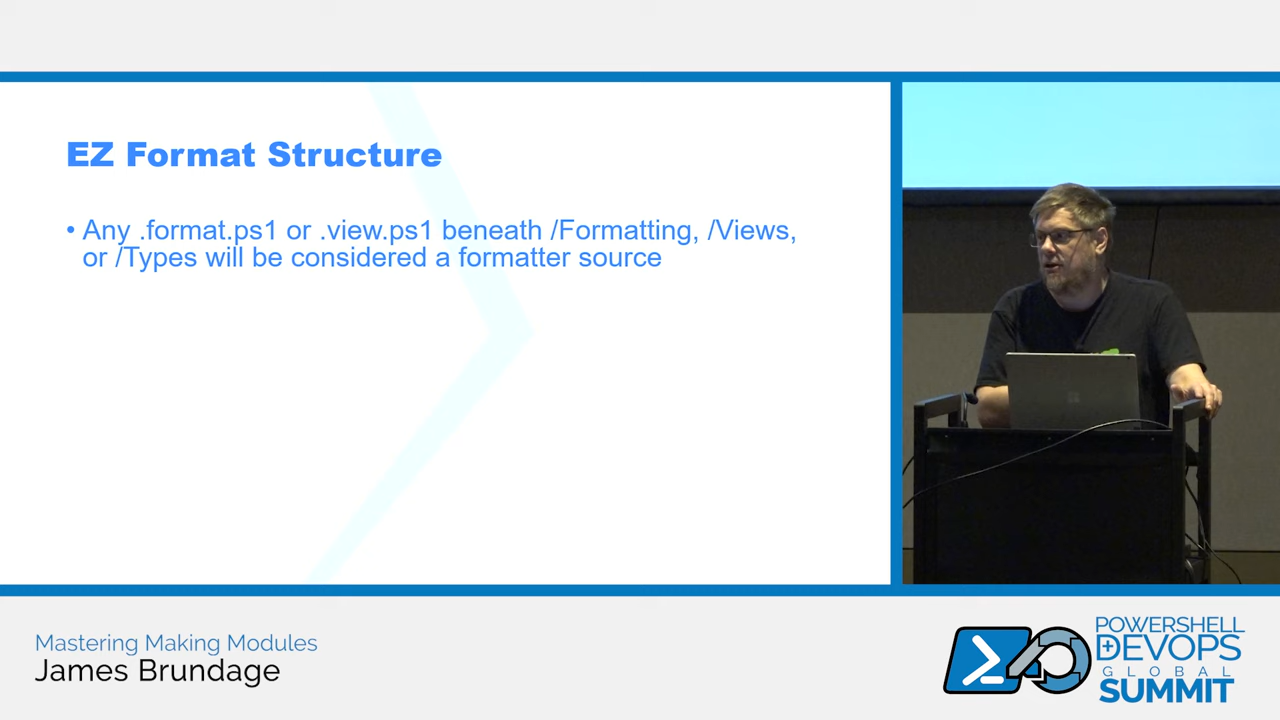 EZ Format Structure
• Any .format.ps1 or .view.ps1 beneath /Formatting, /Views,
or /Types will be considered a formatter source
Mastering Making Modules
James Brundage
POWERSHELL
DEVOPS
GLOBAL
SUMMIT